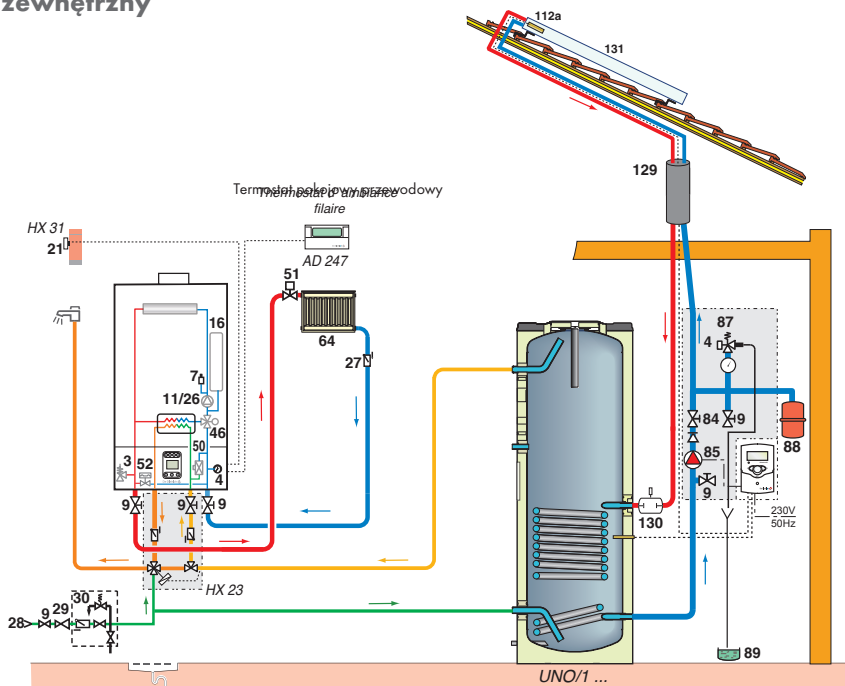 zewnętrzny
112a
131
129
Termostat pokojowy przewodowy
Thermostat d'ambiance
filaire
HX 31
21
AD 247
51
64
27
16
7
11/26
46
50
3
52
4
9
9
9
HX 23
30
28
9
29
87
4
84
9
88
85
9
230V
50Hz
130
89
UNO/1 ...